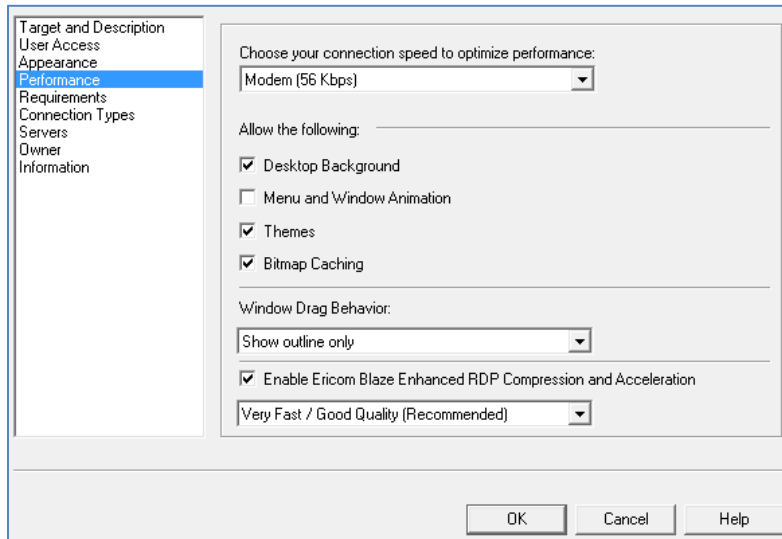 Target and Description
User Access
Appearance
Performance
Requirements
Connection Types
Servers
Owner
Information
Choose your connection speed to optimize performance:
Modem (56 Kbps)
Allow the following:
Desktop Background
Menu and Window Animation
Themes
Bitmap Caching
Window Drag Behavior:
Show outline only
Enable Ericom Blaze Enhanced RDP Compression and Acceleration
Very Fast / Good Quality (Recommended)
OK Cancel Help